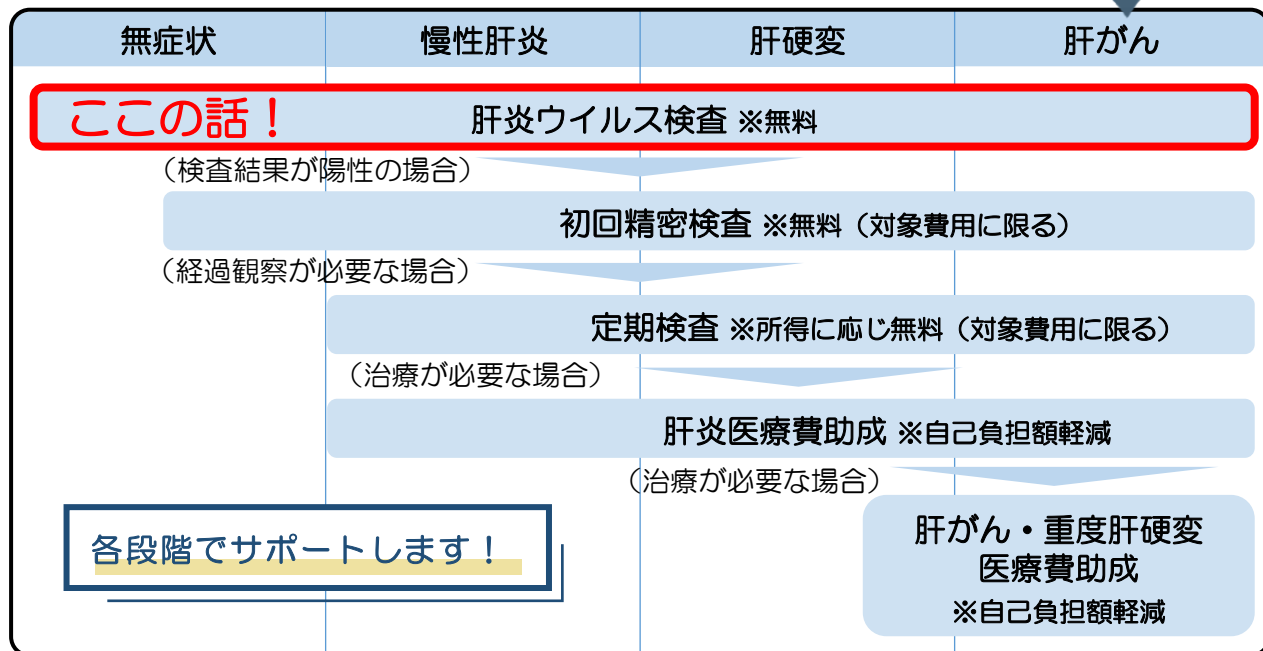 無症状 慢性肝炎 肝硬変 肝がん
ここの話！ 肝炎ウイルス検査 ※無料
（検査結果が陽性の場合）
初回精密検査 ※無料（対象費用に限る）
（経過観察が必要な場合）
定期検査 ※所得に応じ無料（対象費用に限る）
（治療が必要な場合）
肝炎医療費助成 ※自己負担額軽減
（治療が必要な場合）
肝がん・重度肝硬変
医療費助成
※自己負担額軽減
各段階でサポートします！